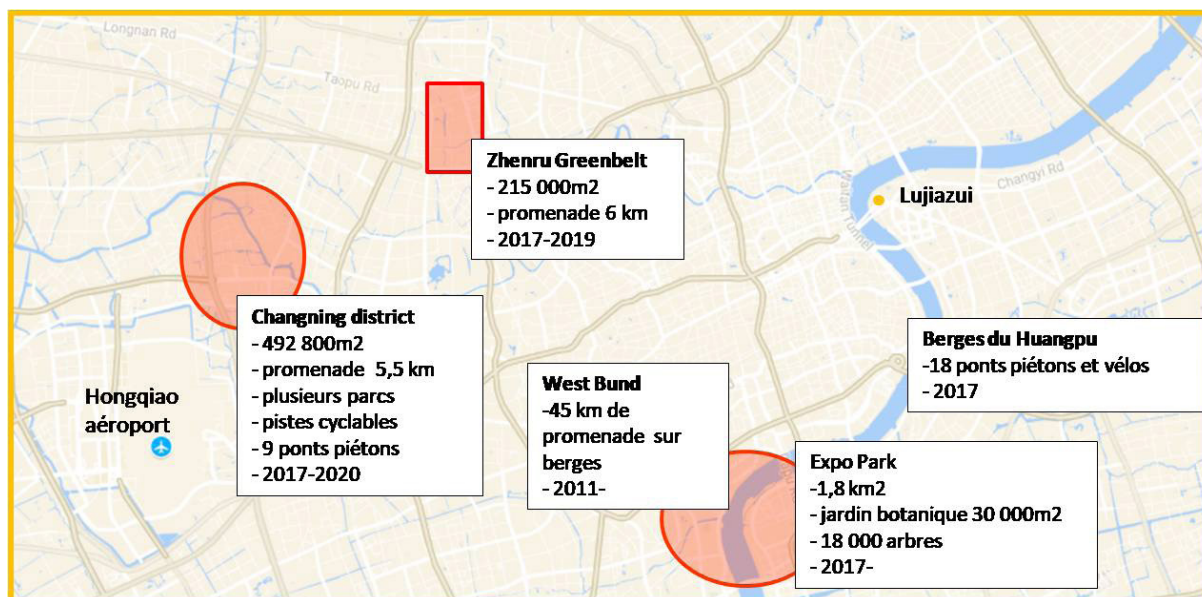 Longnan Rd
Taopu Rd
Zhenru Greenbelt
- 215 000m2
- promenade 6 km
- 2017-2019
Changyi Rd
Waitan Tunnel
Lujiazui
Changning district
- 492 800m2
- promenade 5,5 km
- plusieurs parcs
- pistes cyclables
- 9 ponts piétons
- 2017-2020
Hongqiao
aéroport
West Bund
-45 km de
promenade sur
berges
- 2011-
Berges du Huangpu
-18 ponts piétons et vélos
- 2017
Expo Park
-1,8 km2
- jardin botanique 30 000m2
- 18 000 arbres
- 2017-